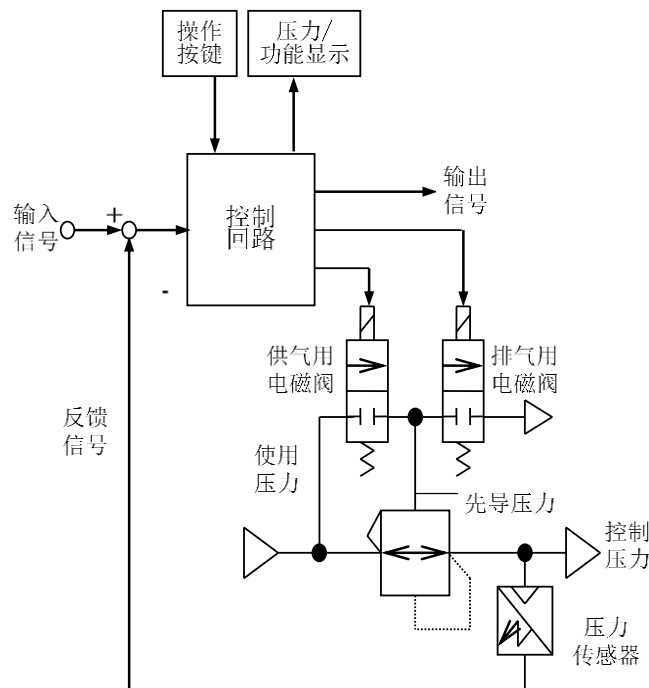 操作
按键
压力/
功能显示
输入
信号
+
控制
回路
输出
信号
-
供气用
电磁阀
排气用
电磁阀
反馈
信号
使用
压力
先导压力
控制
压力
压力
传感器